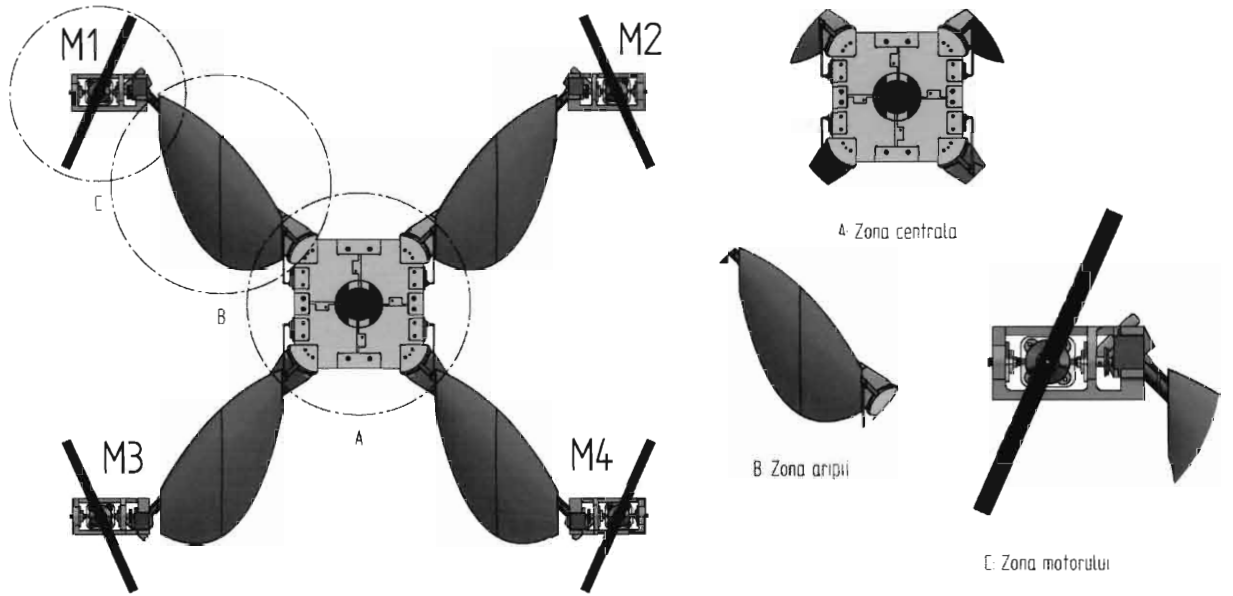 M1
M2
C
B
A
M3
M4
A: Zona centrala
B: Zona aripii
C: Zona motorului